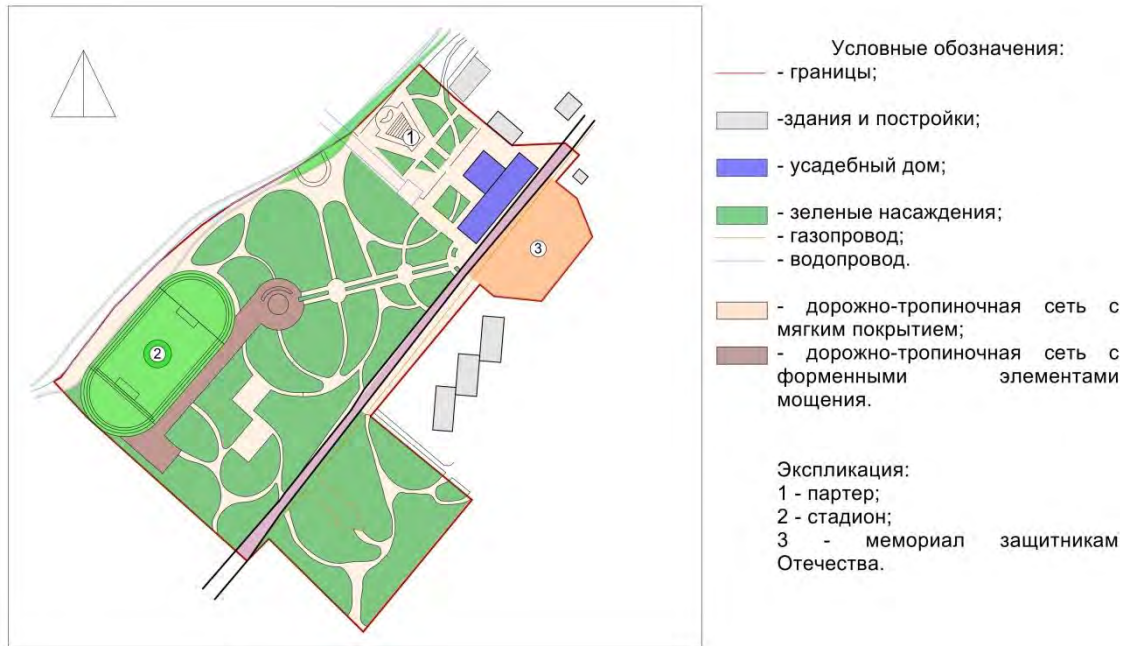 Условные обозначения:
- границы;
-здания и постройки;
- усадебный дом;
- зеленые насаждения;
- газопровод;
- водопровод.
- дорожно-тропиночная сеть с
мягким покрытием;
- дорожно-тропиночная сеть с
форменными элементами
мощения.
Экспликация:
1 - партер;
2 - стадион;
3 - мемориал защитникам
Отечества.
1
3
2